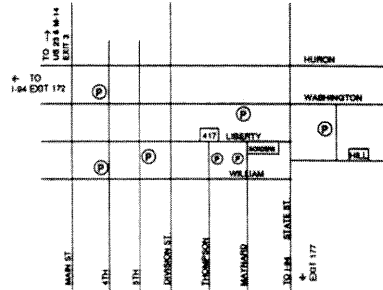 TO →
US 23 & M-14
EXIT 3
HURON
← TO
I-94 EXIT 172
P
WASHINGTON
P
P
417
LIBERTY
BORDERS
P
P
P
P
HILL
WILLIAM
MAIN ST.
4TH
5TH
DIVISION ST.
THOMPSON
MAYNARD
STATE ST.
TO I-94
← EXIT 177